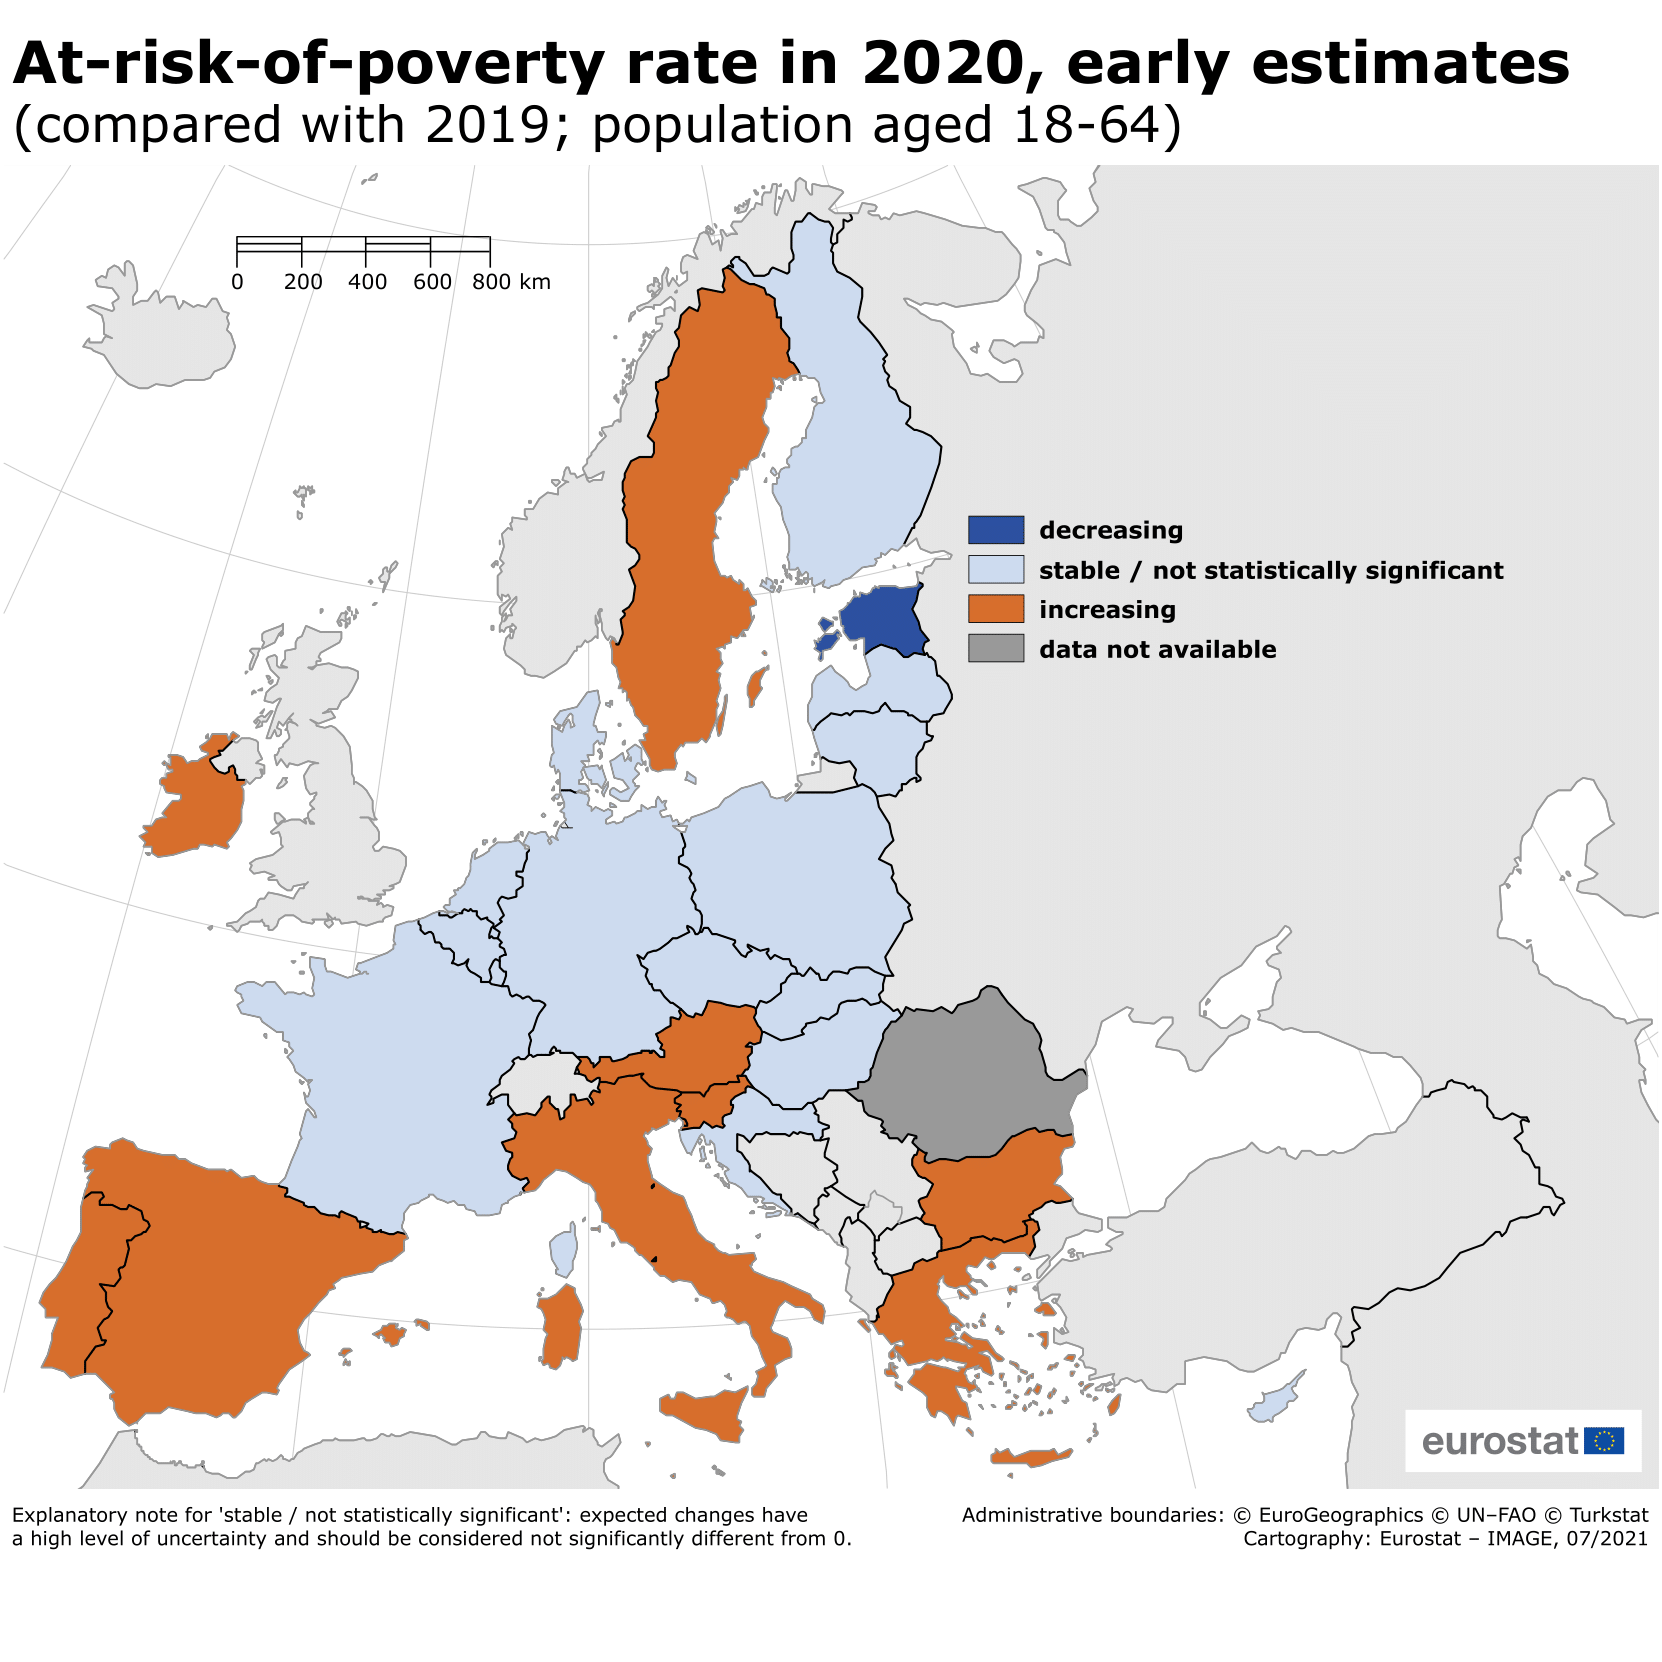 At-risk-of-poverty rate in 2020, early estimates
(compared with 2019; population aged 18-64)
0 200 400 600 800 km
decreasing
stable / not statistically significant
increasing
data not available
eurostat
Explanatory note for 'stable / not statistically significant': expected changes have
a high level of uncertainty and should be considered not significantly different from 0.
Administrative boundaries: © EuroGeographics © UN–FAO © Turkstat
Cartography: Eurostat – IMAGE, 07/2021